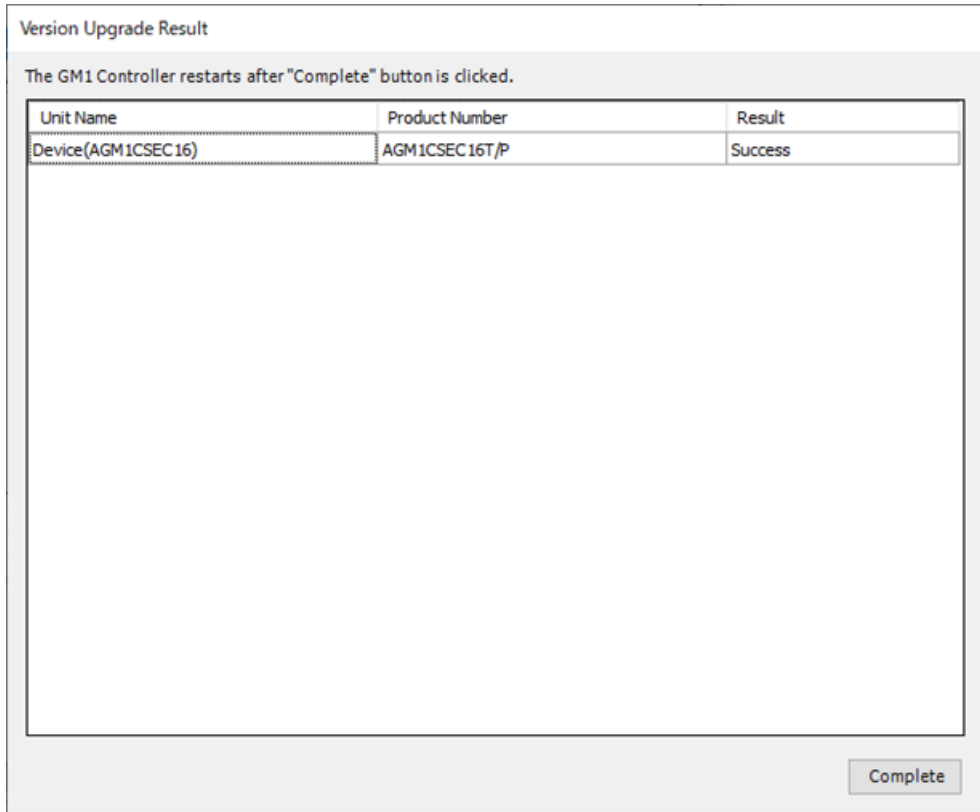 Version Upgrade Result
The GM1 Controller restarts after "Complete" button is clicked.
Unit Name Product Number Result
Device(AGM1CSEC16) AGM1CSEC16T/P Success
Complete